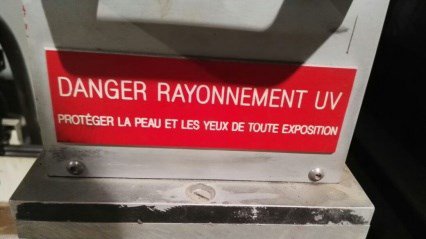 DANGER RAYONNEMENT UV
PROTÉGER LA PEAU ET LES YEUX DE TOUTE EXPOSITION